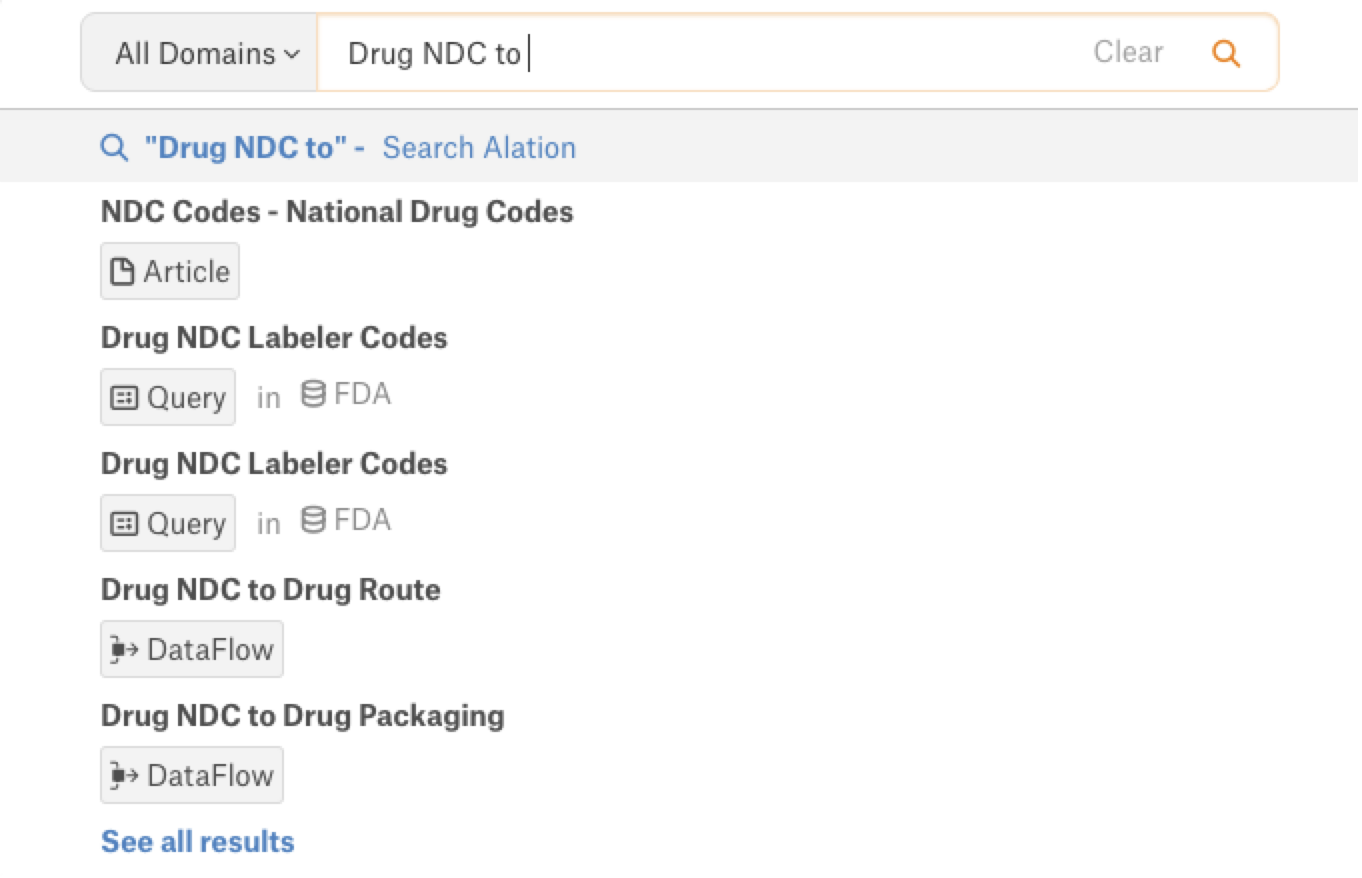 All Domains Drug NDC to Clear
"Drug NDC to" - Search Alation
NDC Codes - National Drug Codes
Article
Drug NDC Labeler Codes
Query in FDA
Drug NDC Labeler Codes
Query in FDA
Drug NDC to Drug Route
DataFlow
Drug NDC to Drug Packaging
DataFlow
See all results